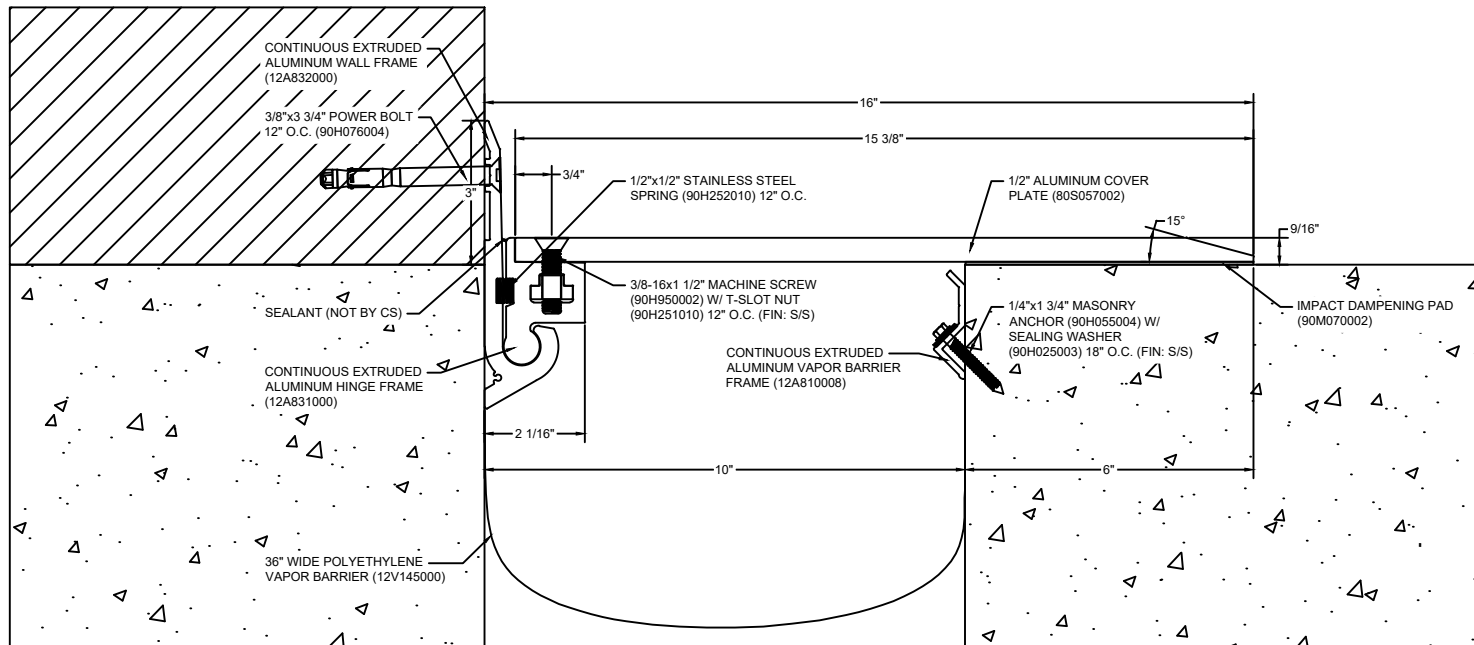 CONTINUOUS EXTRUDED
ALUMINUM WALL FRAME
(12A832000)
3/8"x3 3/4" POWER BOLT
12" O.C. (90H076004)
3"
16"
15 3/8"
3/4"
1/2"x1/2" STAINLESS STEEL
SPRING (90H252010) 12" O.C.
1/2" ALUMINUM COVER
PLATE (80S057002)
15°
9/16"
SEALANT (NOT BY CS)
3/8-16x1 1/2" MACHINE SCREW
(90H950002) W/ T-SLOT NUT
(90H251010) 12" O.C. (FIN: S/S)
1/4"x1 3/4" MASONRY
ANCHOR (90H055004) W/
SEALING WASHER
(90H025003) 18" O.C. (FIN: S/S)
IMPACT DAMPENING PAD
(90M070002)
CONTINUOUS EXTRUDED
ALUMINUM HINGE FRAME
(12A831000)
CONTINUOUS EXTRUDED
ALUMINUM VAPOR BARRIER
FRAME (12A810008)
2 1/16"
10"
6"
36" WIDE POLYETHYLENE
VAPOR BARRIER (12V145000)